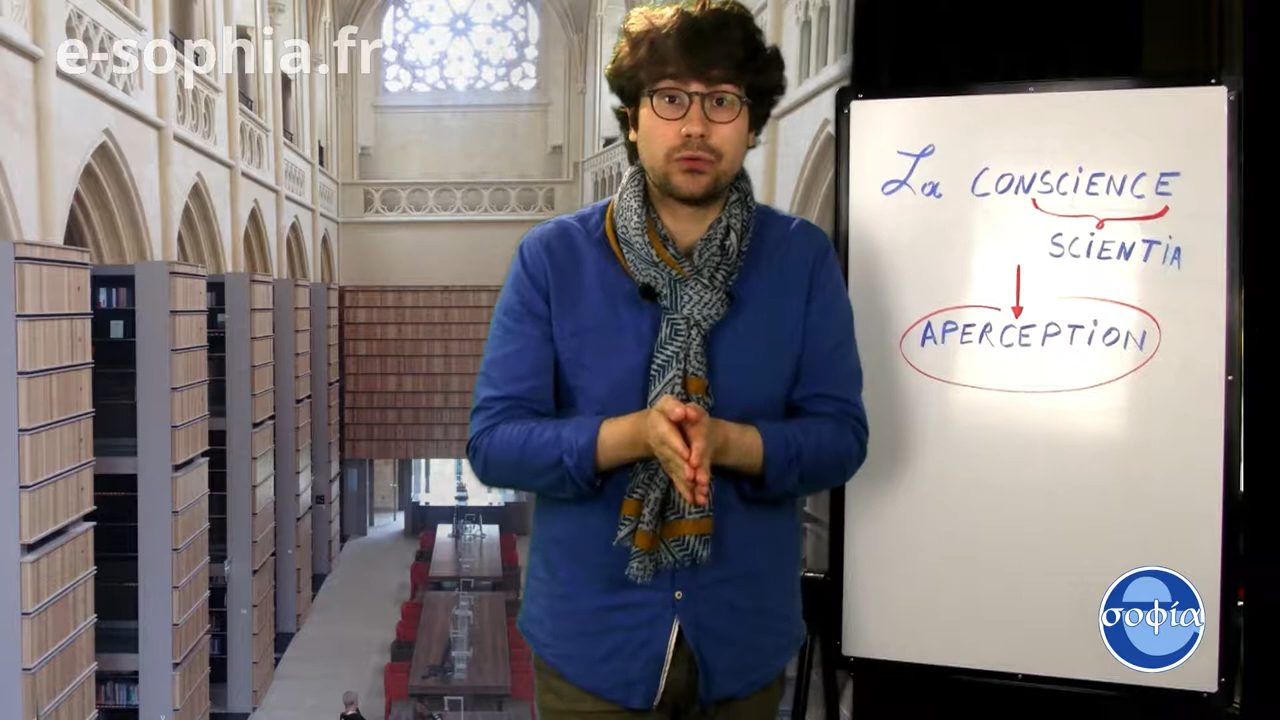 e-sophia.fr
La CONSCiENCE
SCiENTiA
APERCEPTiON
σοφία